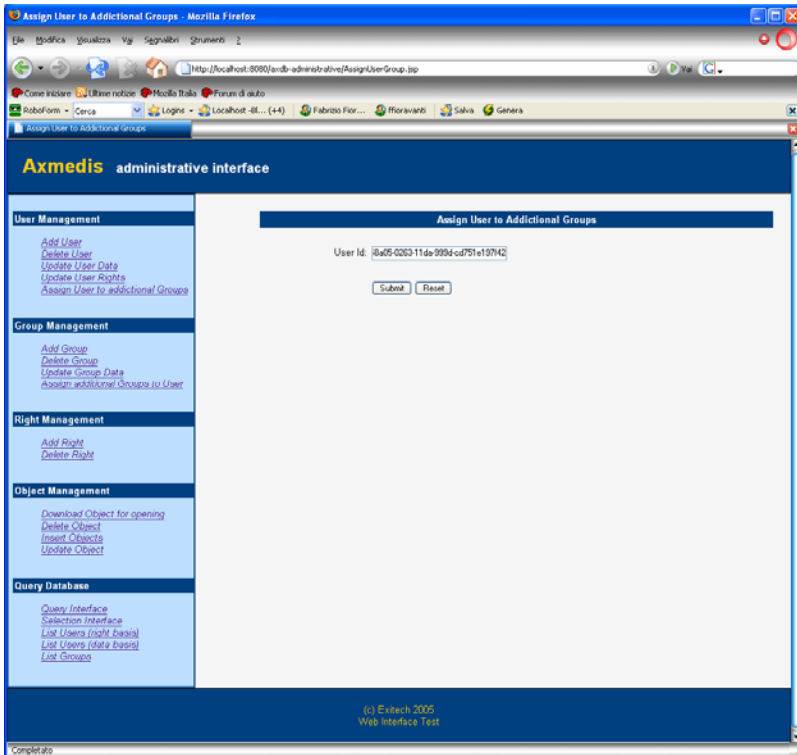 Assign User to Addictional Groups - Mozilla Firefox
File Modifica Visualizza Vai Segnalibri Strumenti ?
http://localhost:8080/axdb-administrative/AssignUserGroup.jsp Vai
Come iniziare Ultime notizie Mozilla Italia Forum di aiuto
RoboForm Cerca Logins Localhost -8l... (+4) Fabrizio Fior... ffioravanti Salva Genera
Assign User to Addictional Groups
Axmedis administrative interface
User Management
Add User
Delete User
Update User Data
Update User Rights
Assign User to addictional Groups
Group Management
Add Group
Delete Group
Update Group Data
Assign additional Groups to User
Right Management
Add Right
Delete Right
Object Management
Download Object for opening
Delete Object
Insert Objects
Update Object
Query Database
Query Interface
Selection Interface
List Users (right basis)
List Users (data basis)
List Groups
Assign User to Addictional Groups
User Id: -8a05-0263-11da-999d-cd751e197f42
Submit Reset
(c) Exitech 2005
Web Interface Test
Completato